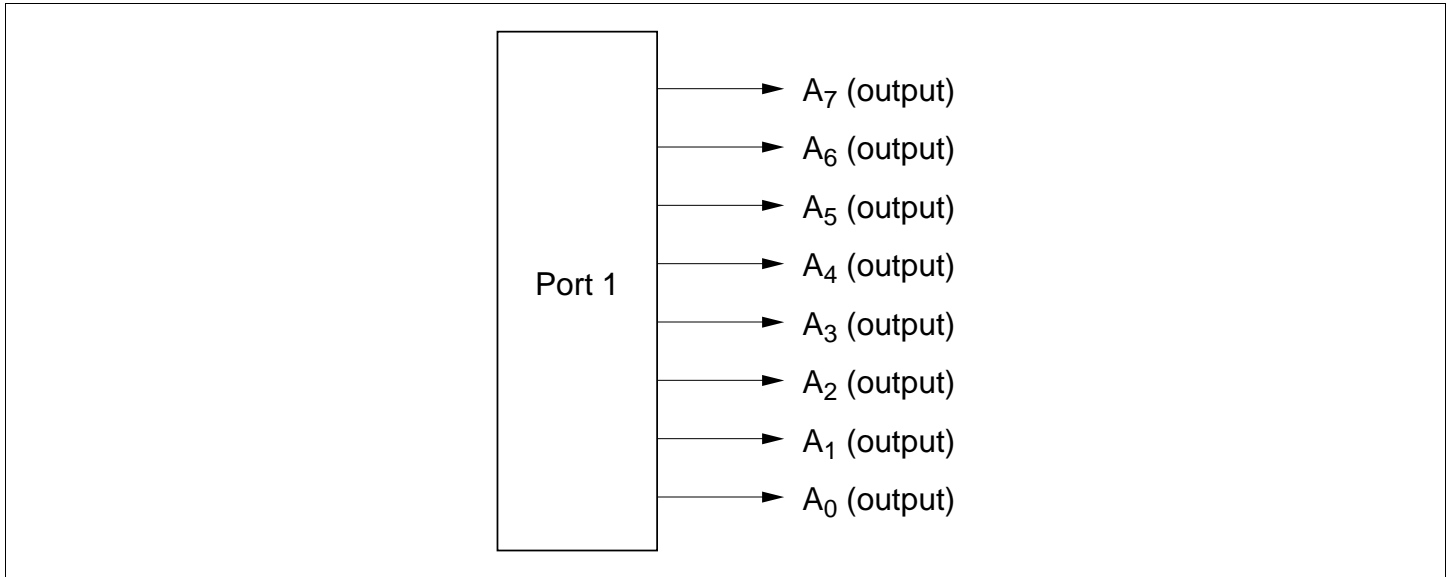 A7 (output)
A6 (output)
A5 (output)
A4 (output)
Port 1
A3 (output)
A2 (output)
A1 (output)
A0 (output)